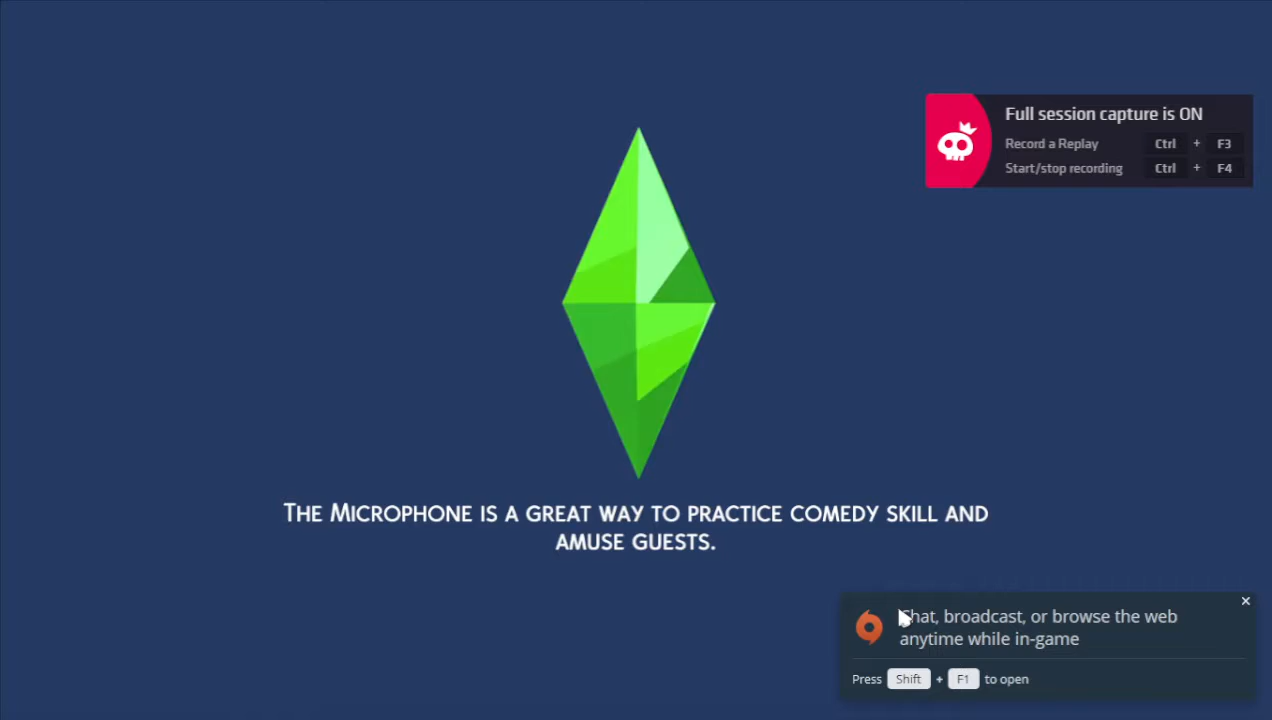 Full session capture is ON
Record a Replay Ctrl + F3
Start/stop recording Ctrl + F4
THE MICROPHONE IS A GREAT WAY TO PRACTICE COMEDY SKILL AND
AMUSE GUESTS.
Chat, broadcast, or browse the web
anytime while in-game
Press Shift + F1 to open